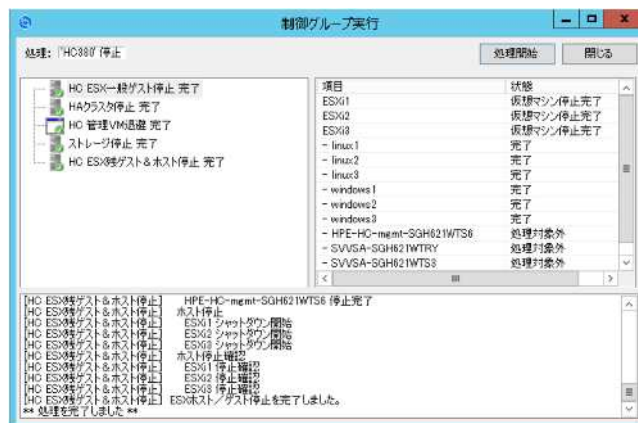 制御グループ実行
処理: "HC380" 停止
処理開始
閉じる
HC ESX一般ゲスト停止 完了
HAクラスタ停止 完了
HC 管理VM退避 完了
ストレージ停止 完了
HC ESX残ゲスト＆ホスト停止 完了
項目 状態
ESXi1 仮想マシン停止完了
ESXi2 仮想マシン停止完了
ESXi3 仮想マシン停止完了
- linux1 完了
- linux2 完了
- linux3 完了
- windows1 完了
- windows2 完了
- windows3 完了
- HPE-HC-mgmt-SGH621WTS6 処理対象外
- SVVSA-SGH621WTRY 処理対象外
- SVVSA-SGH621WTS3 処理対象外
[HC ESX残ゲスト＆ホスト停止] HPE-HC-mgmt-SGH621WTS6 停止完了
[HC ESX残ゲスト＆ホスト停止] ホスト停止
[HC ESX残ゲスト＆ホスト停止] ESXi1 シャットダウン開始
[HC ESX残ゲスト＆ホスト停止] ESXi2 シャットダウン開始
[HC ESX残ゲスト＆ホスト停止] ESXi3 シャットダウン開始
[HC ESX残ゲスト＆ホスト停止] ホスト停止確認
[HC ESX残ゲスト＆ホスト停止] ESXi1 停止確認
[HC ESX残ゲスト＆ホスト停止] ESXi2 停止確認
[HC ESX残ゲスト＆ホスト停止] ESXi3 停止確認
[HC ESX残ゲスト＆ホスト停止] ESXホスト／ゲスト停止を完了しました。
** 処理を完了しました **